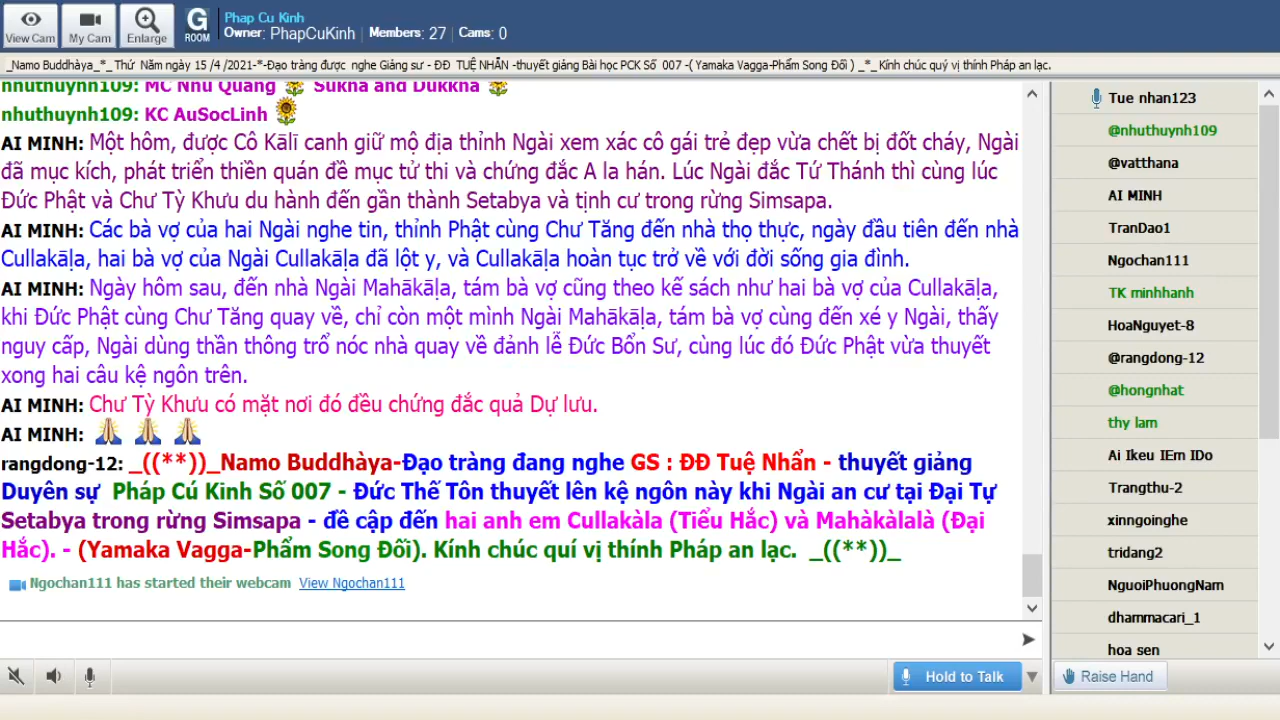 View Cam
My Cam
Enlarge
G
ROOM
Phap Cu Kinh
Owner: PhapCuKinh | Members: 27 | Cams: 0
_Namo Buddhàya_*_ Thứ Năm ngày 15 /4 /2021-*-Đạo tràng được nghe Giảng sư - ĐĐ TUỆ NHẪN -thuyết giảng Bài học PCK Số 007 -( Yamaka Vagga-Phẩm Song Đối ) _*_ Kính chúc quý vị thính Pháp an lạc.
nhuthuynh109: MC Nhu Quang 🌻 Sukha and Dukkha 🌻
nhuthuynh109: KC AuSocLinh 🌻
AI MINH: Một hôm, được Cô Kālī canh giữ mộ địa thỉnh Ngài xem xác cô gái trẻ đẹp vừa chết bị đốt cháy, Ngài
đã mục kích, phát triển thiền quán đề mục tử thi và chứng đắc A la hán. Lúc Ngài đắc Tứ Thánh thì cùng lúc
Đức Phật và Chư Tỳ Khưu du hành đến gần thành Setabya và tịnh cư trong rừng Simsapa.
AI MINH: Các bà vợ của hai Ngài nghe tin, thỉnh Phật cùng Chư Tăng đến nhà thọ thực, ngày đầu tiên đến nhà
Cullakāḷa, hai bà vợ của Ngài Cullakāḷa đã lột y, và Cullakāḷa hoàn tục trở về với đời sống gia đình.
AI MINH: Ngày hôm sau, đến nhà Ngài Mahākāḷa, tám bà vợ cũng theo kế sách như hai bà vợ của Cullakāḷa,
khi Đức Phật cùng Chư Tăng quay về, chỉ còn một mình Ngài Mahākāḷa, tám bà vợ cùng đến xé y Ngài, thấy
nguy cấp, Ngài dùng thần thông trổ nóc nhà quay về đảnh lễ Đức Bổn Sư, cùng lúc đó Đức Phật vừa thuyết
xong hai câu kệ ngôn trên.
AI MINH: Chư Tỳ Khưu có mặt nơi đó đều chứng đắc quả Dự lưu.
AI MINH: 🙏 🙏 🙏
rangdong-12: _((**))_Namo Buddhàya-Đạo tràng đang nghe GS : ĐĐ Tuệ Nhẩn - thuyết giảng
Duyên sự Pháp Cú Kinh Số 007 - Đức Thế Tôn thuyết lên kệ ngôn này khi Ngài an cư tại Đại Tự
Setabya trong rừng Simsapa - đề cập đến hai anh em Cullakàla (Tiểu Hắc) và Mahàkàlalà (Đại
Hắc). - (Yamaka Vagga-Phẩm Song Đối). Kính chúc quí vị thính Pháp an lạc. _((**))_
Ngochan111 has started their webcam View Ngochan111
Hold to Talk
Tue nhan123
@nhuthuynh109
@vatthana
AI MINH
TranDao1
Ngochan111
TK minhhanh
HoaNguyet-8
@rangdong-12
@hongnhat
thy lam
Ai Ikeu IEm IDo
Trangthu-2
xinngoinghe
tridang2
NguoiPhuongNam
dhammacari_1
hoa sen
Raise Hand